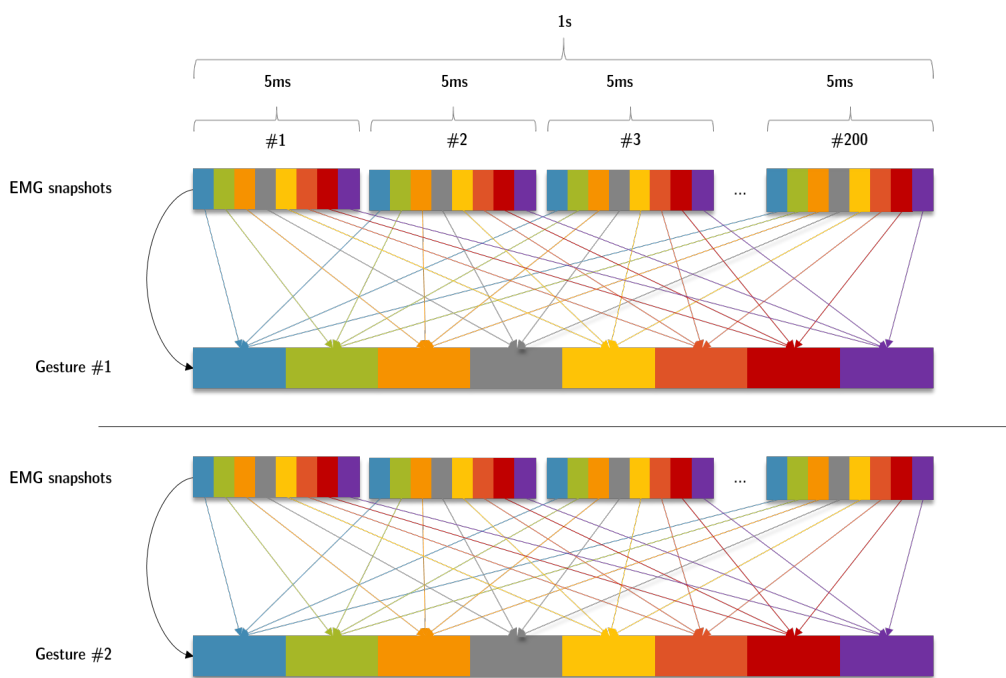 1s
5ms 5ms 5ms 5ms
#1 #2 #3 #200
EMG snapshots ...
Gesture #1
EMG snapshots ...
Gesture #2